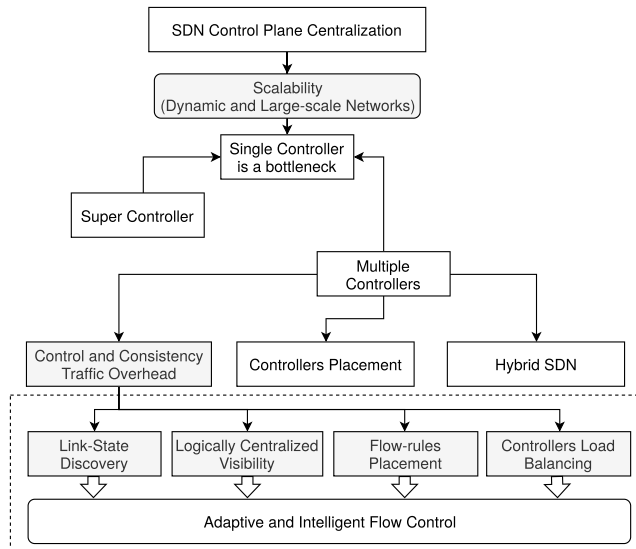 SDN Control Plane Centralization
Scalability
(Dynamic and Large-scale Networks)
Single Controller
is a bottleneck
Super Controller
Multiple
Controllers
Control and Consistency
Traffic Overhead
Controllers Placement
Hybrid SDN
Link-State
Discovery
Logically Centralized
Visibility
Flow-rules
Placement
Controllers Load
Balancing
Adaptive and Intelligent Flow Control